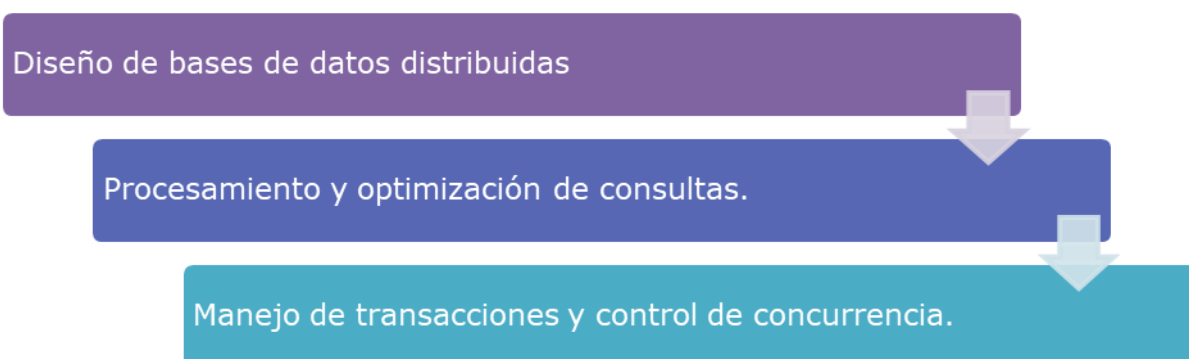 Diseño de bases de datos distribuidas
Procesamiento y optimización de consultas.
Manejo de transacciones y control de concurrencia.